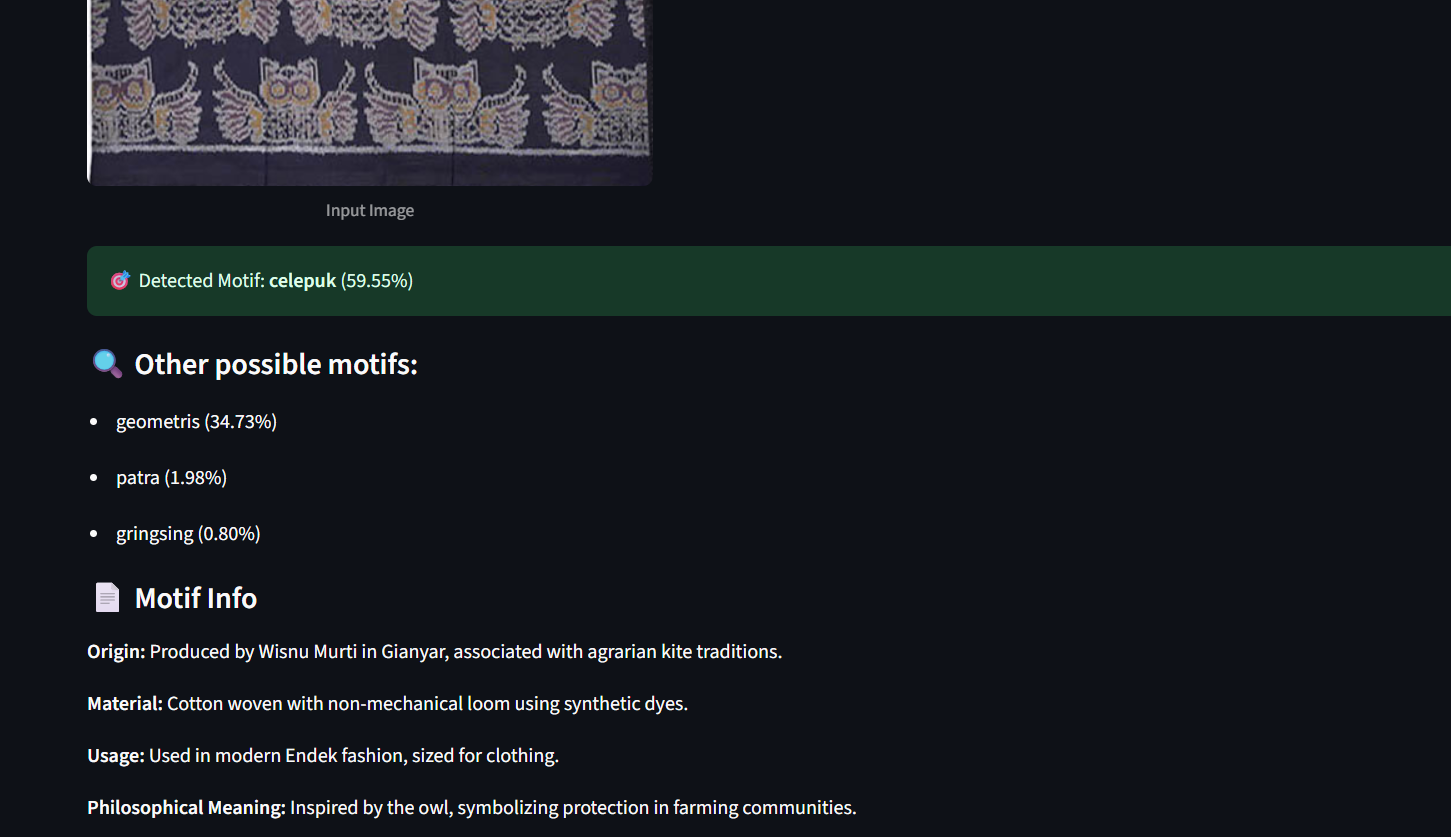 Input Image
🎯 Detected Motif: celepuk (59.55%)
🔍 Other possible motifs:
• geometris (34.73%)
• patra (1.98%)
• gringsing (0.80%)
📄 Motif Info
Origin: Produced by Wisnu Murti in Gianyar, associated with agrarian kite traditions.
Material: Cotton woven with non-mechanical loom using synthetic dyes.
Usage: Used in modern Endek fashion, sized for clothing.
Philosophical Meaning: Inspired by the owl, symbolizing protection in farming communities.